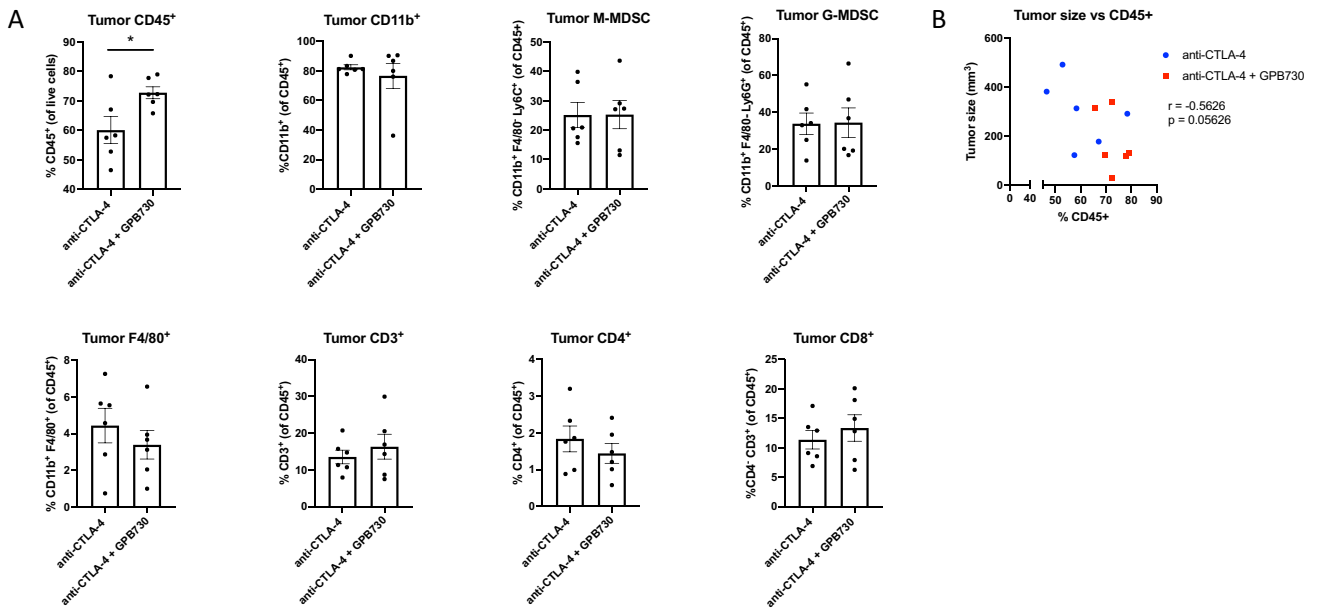 A
Tumor CD45⁺
% CD45⁺ (of live cells)
90
80
70
60
50
40
*
anti-CTLA-4
anti-CTLA-4 + GPB730
Tumor CD11b⁺
%CD11b⁺ (of CD45⁺)
100
80
60
40
20
0
anti-CTLA-4
anti-CTLA-4 + GPB730
Tumor M-MDSC
% CD11b⁺ F4/80⁻ Ly6C⁺ (of CD45+)
50
40
30
20
10
0
anti-CTLA-4
anti-CTLA-4 + GPB730
Tumor G-MDSC
% CD11b⁺ F4/80- Ly6G⁺ (of CD45⁺)
80
60
40
20
0
anti-CTLA-4
anti-CTLA-4 + GPB730
B
Tumor size vs CD45+
Tumor size (mm³)
600
400
200
0
0 40 50 60 70 80 90
% CD45+
anti-CTLA-4
anti-CTLA-4 + GPB730
r = -0.5626
p = 0.05626
Tumor F4/80⁺
% CD11b⁺ F4/80⁺ (of CD45⁺)
8
6
4
2
0
anti-CTLA-4
anti-CTLA-4 + GPB730
Tumor CD3⁺
% CD3⁺ (of CD45⁺)
40
30
20
10
0
anti-CTLA-4
anti-CTLA-4 + GPB730
Tumor CD4⁺
% CD4⁺ (of CD45⁺)
4
3
2
1
0
anti-CTLA-4
anti-CTLA-4 + GPB730
Tumor CD8⁺
%CD4⁻ CD3⁺ (of CD45⁺)
25
20
15
10
5
0
anti-CTLA-4
anti-CTLA-4 + GPB730